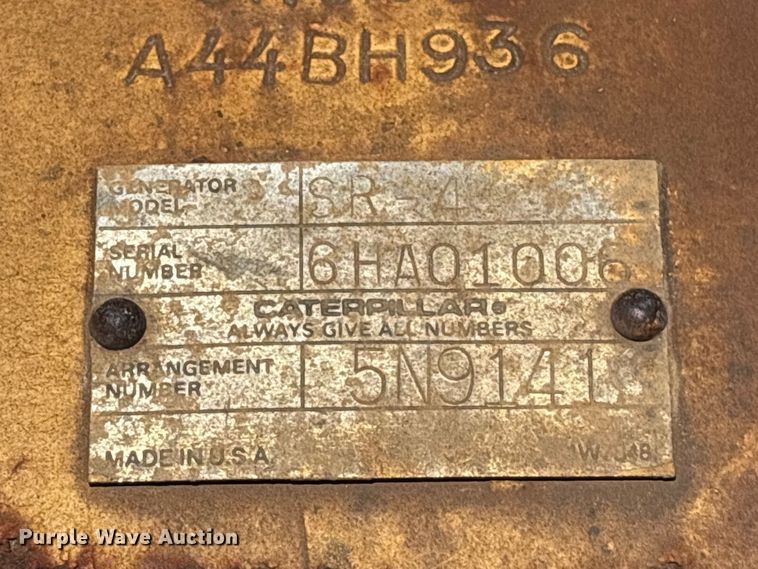 A44BH936
GENERATOR MODEL SR-4
SERIAL NUMBER 6HA01006
CATERPILLAR
ALWAYS GIVE ALL NUMBERS
ARRANGEMENT NUMBER 5N9141
MADE IN U.S.A.
Purple Wave Auction